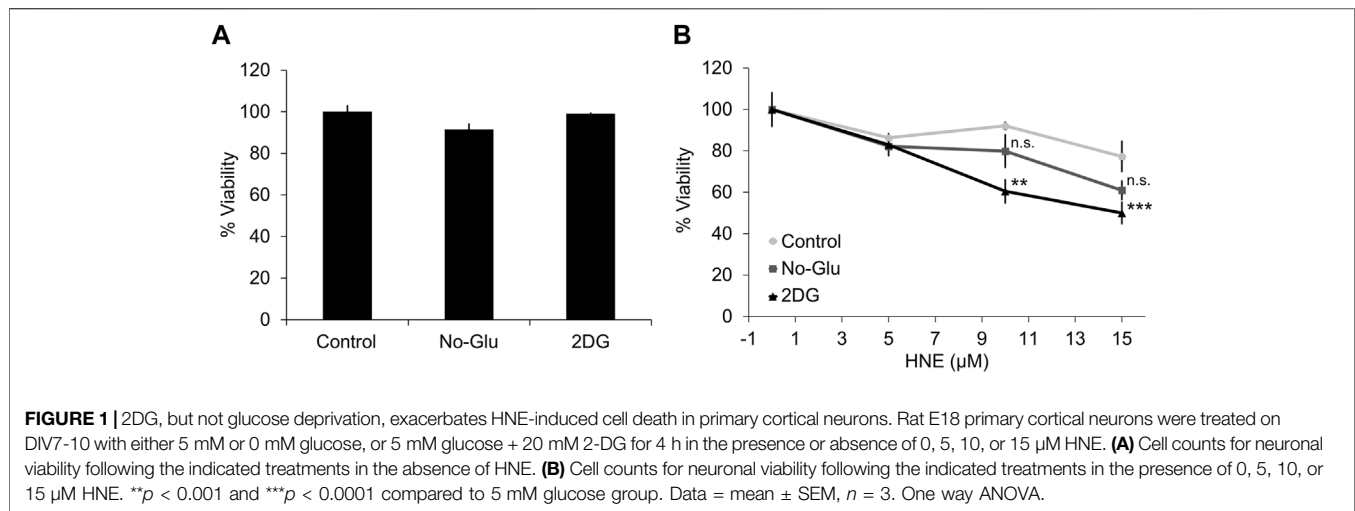 A
% Viability
120
100
80
60
40
20
0
Control
No-Glu
2DG
B
% Viability
120
100
80
60
40
20
0
n.s.
**
n.s.
***
Control
No-Glu
2DG
-1 1 3 5 7 9 11 13 15
HNE (µM)
FIGURE 1 | 2DG, but not glucose deprivation, exacerbates HNE-induced cell death in primary cortical neurons. Rat E18 primary cortical neurons were treated on
DIV7-10 with either 5 mM or 0 mM glucose, or 5 mM glucose + 20 mM 2-DG for 4 h in the presence or absence of 0, 5, 10, or 15 µM HNE. (A) Cell counts for neuronal
viability following the indicated treatments in the absence of HNE. (B) Cell counts for neuronal viability following the indicated treatments in the presence of 0, 5, 10, or
15 µM HNE. **p < 0.001 and ***p < 0.0001 compared to 5 mM glucose group. Data = mean ± SEM, n = 3. One way ANOVA.